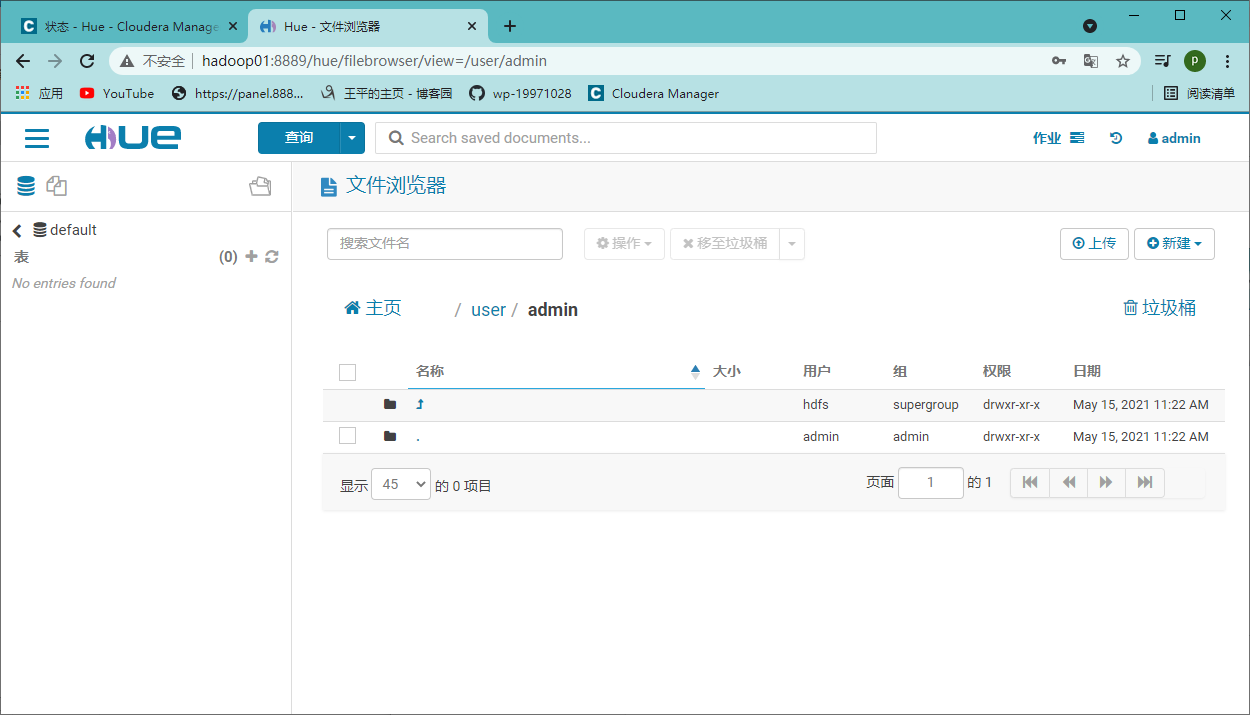 状态 - Hue - Cloudera Manage
Hue - 文件浏览器
不安全 hadoop01:8889/hue/filebrowser/view=/user/admin
P
应用 YouTube https://panel.888... 王平的主页 - 博客园 wp-19971028 Cloudera Manager 阅读清单
HUE 查询 Search saved documents... 作业 admin
文件浏览器
default
表 (0)
No entries found
搜索文件名 操作 移至垃圾桶 上传 新建
主页 / user / admin 垃圾桶
名称 大小 用户 组 权限 日期
hdfs supergroup drwxr-xr-x May 15, 2021 11:22 AM
. admin admin drwxr-xr-x May 15, 2021 11:22 AM
显示 45 的 0 项目 页面 1 的 1